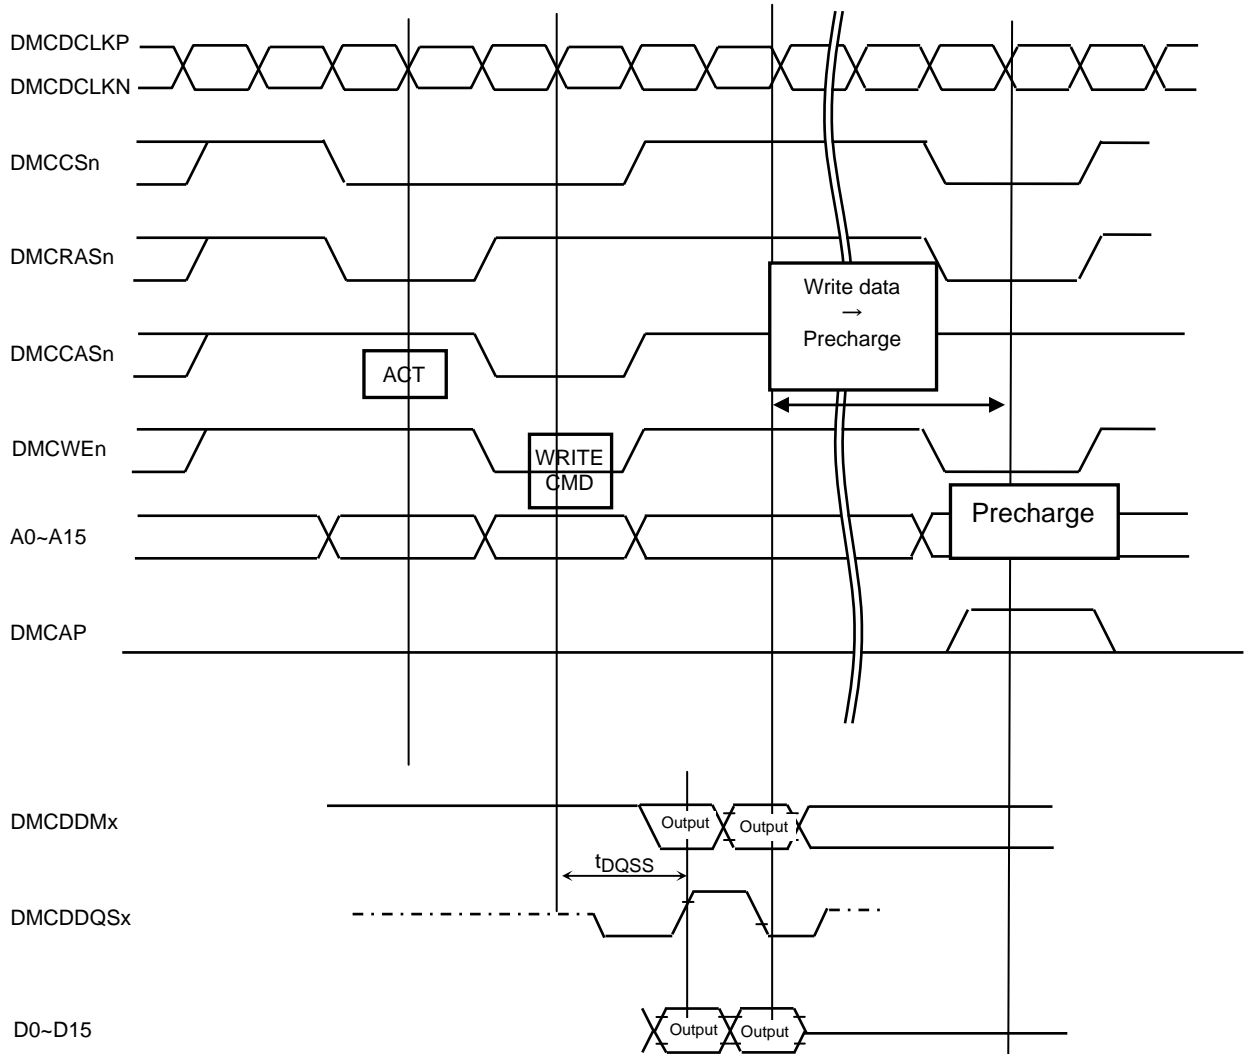 DMCDCLKP
DMCDCLKN
DMCCSn
DMCRASn
Write data
→
Precharge
DMCCASn
ACT
DMCWEn
WRITE
CMD
Precharge
A0~A15
DMCAP
DMCDDMx
Output Output
tDQSS
DMCDDQSx
D0~D15
Output Output